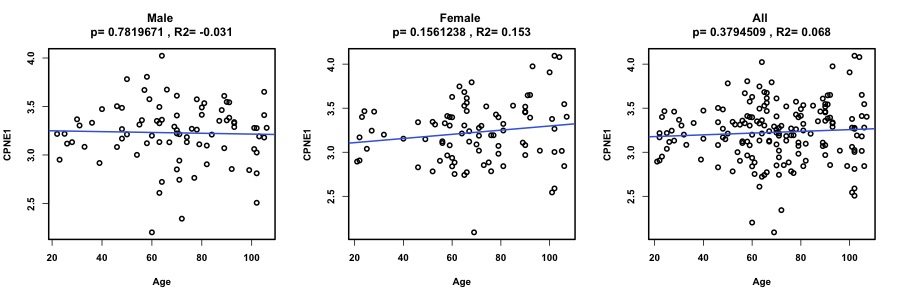 Male
p= 0.7819671 , R2= -0.031
4.0
3.5
3.0
2.5
CPNE1
20 40 60 80 100
Age
Female
p= 0.1561238 , R2= 0.153
4.0
3.5
3.0
2.5
CPNE1
20 40 60 80 100
Age
All
p= 0.3794509 , R2= 0.068
4.0
3.5
3.0
2.5
CPNE1
20 40 60 80 100
Age